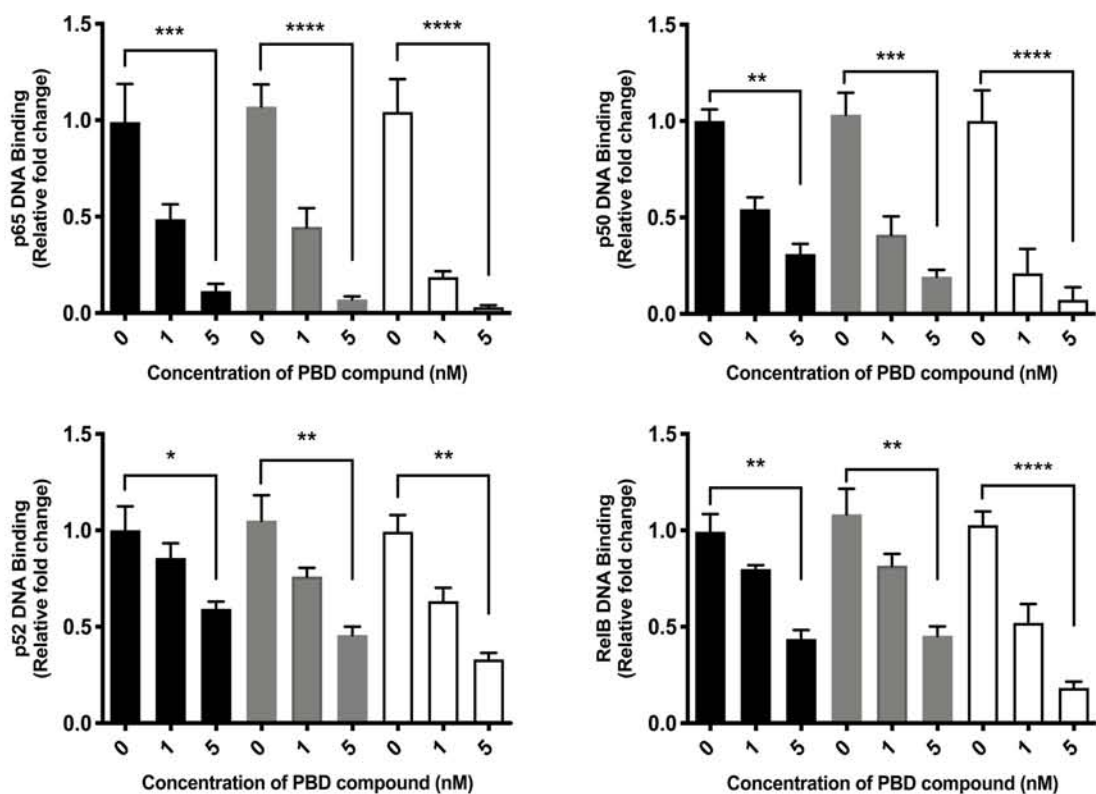 p65 DNA Binding
(Relative fold change)
1.5
1.0
0.5
0.0
***
****
****
0 1 5 0 1 5 0 1 5
Concentration of PBD compund (nM)
p50 DNA Binding
(Relative fold change)
1.5
1.0
0.5
0.0
**
***
****
0 1 5 0 1 5 0 1 5
Concentration of PBD compund (nM)
p52 DNA Binding
(Relative fold change)
1.5
1.0
0.5
0.0
*
**
**
0 1 5 0 1 5 0 1 5
Concentration of PBD compund (nM)
RelB DNA Binding
(Relative fold change)
1.5
1.0
0.5
0.0
**
**
****
0 1 5 0 1 5 0 1 5
Concentration of PBD compund (nM)